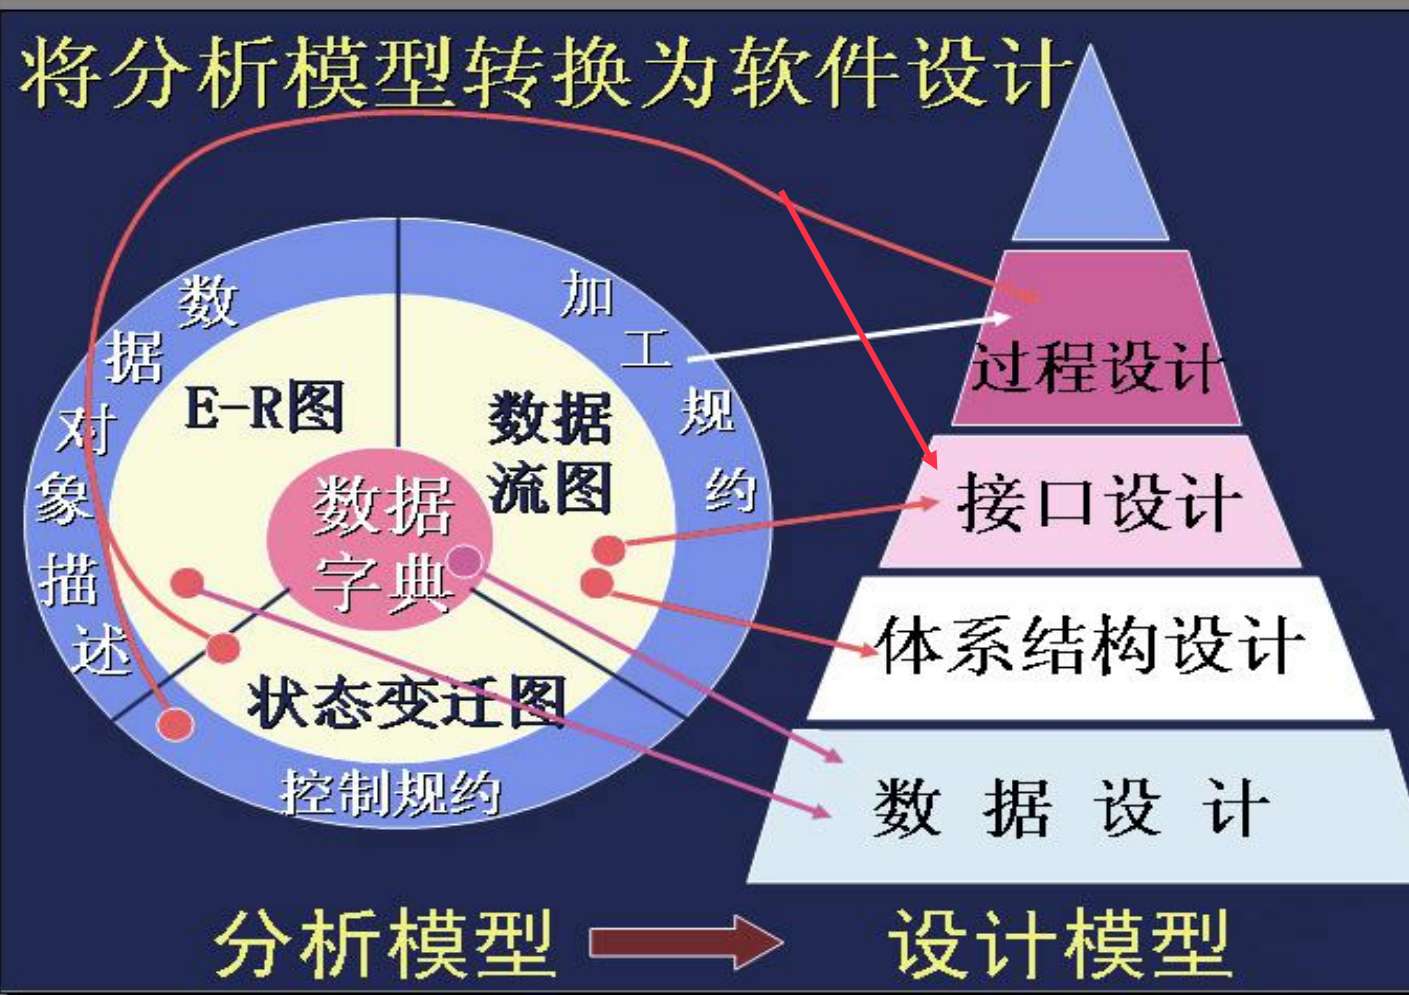 将分析模型转换为软件设计
数据对象描述
加工规约
E-R图
数据
流图
数据
字典
状态变迁图
控制规约
过程设计
接口设计
体系结构设计
数据设计
分析模型
设计模型